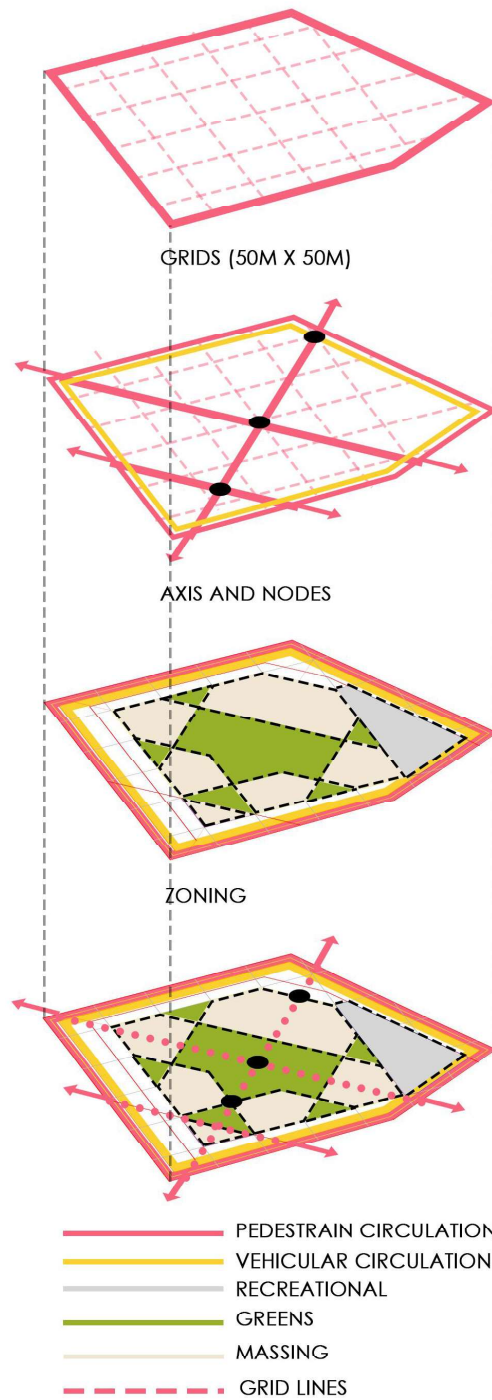 GRIDS (50M X 50M)
AXIS AND NODES
ZONING
PEDESTRAIN CIRCULATION
VEHICULAR CIRCULATION
RECREATIONAL
GREENS
MASSING
GRID LINES